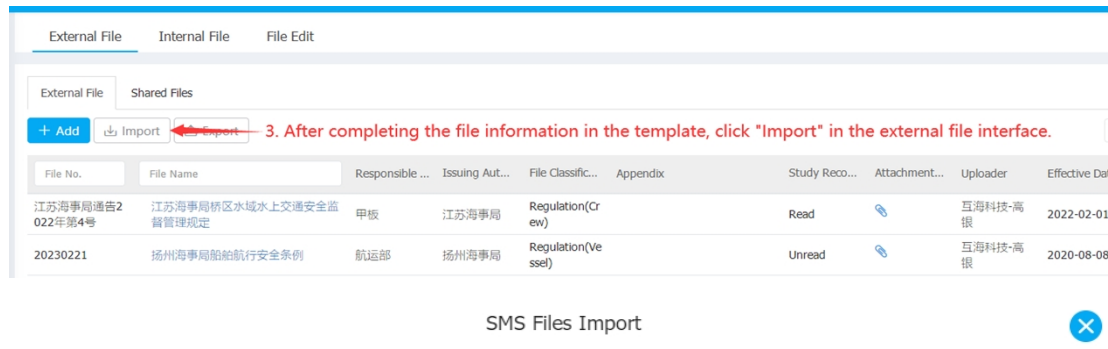 External File Internal File File Edit
External File Shared Files
+ Add Import Export 3. After completing the file information in the template, click "Import" in the external file interface.
File No. File Name Responsible ... Issuing Aut... File Classific... Appendix Study Reco... Attachment... Uploader Effective Da
江苏海事局通告2 江苏海事局桥区水域水上交通安全监 甲板 江苏海事局 Regulation(Cr Read 互海科技-高 2022-02-01
022年第4号 督管理规定 ew) 银
20230221 扬州海事局船舶航行安全条例 航运部 扬州海事局 Regulation(Ve Unread 互海科技-高 2020-08-08
ssel) 银
SMS Files Import